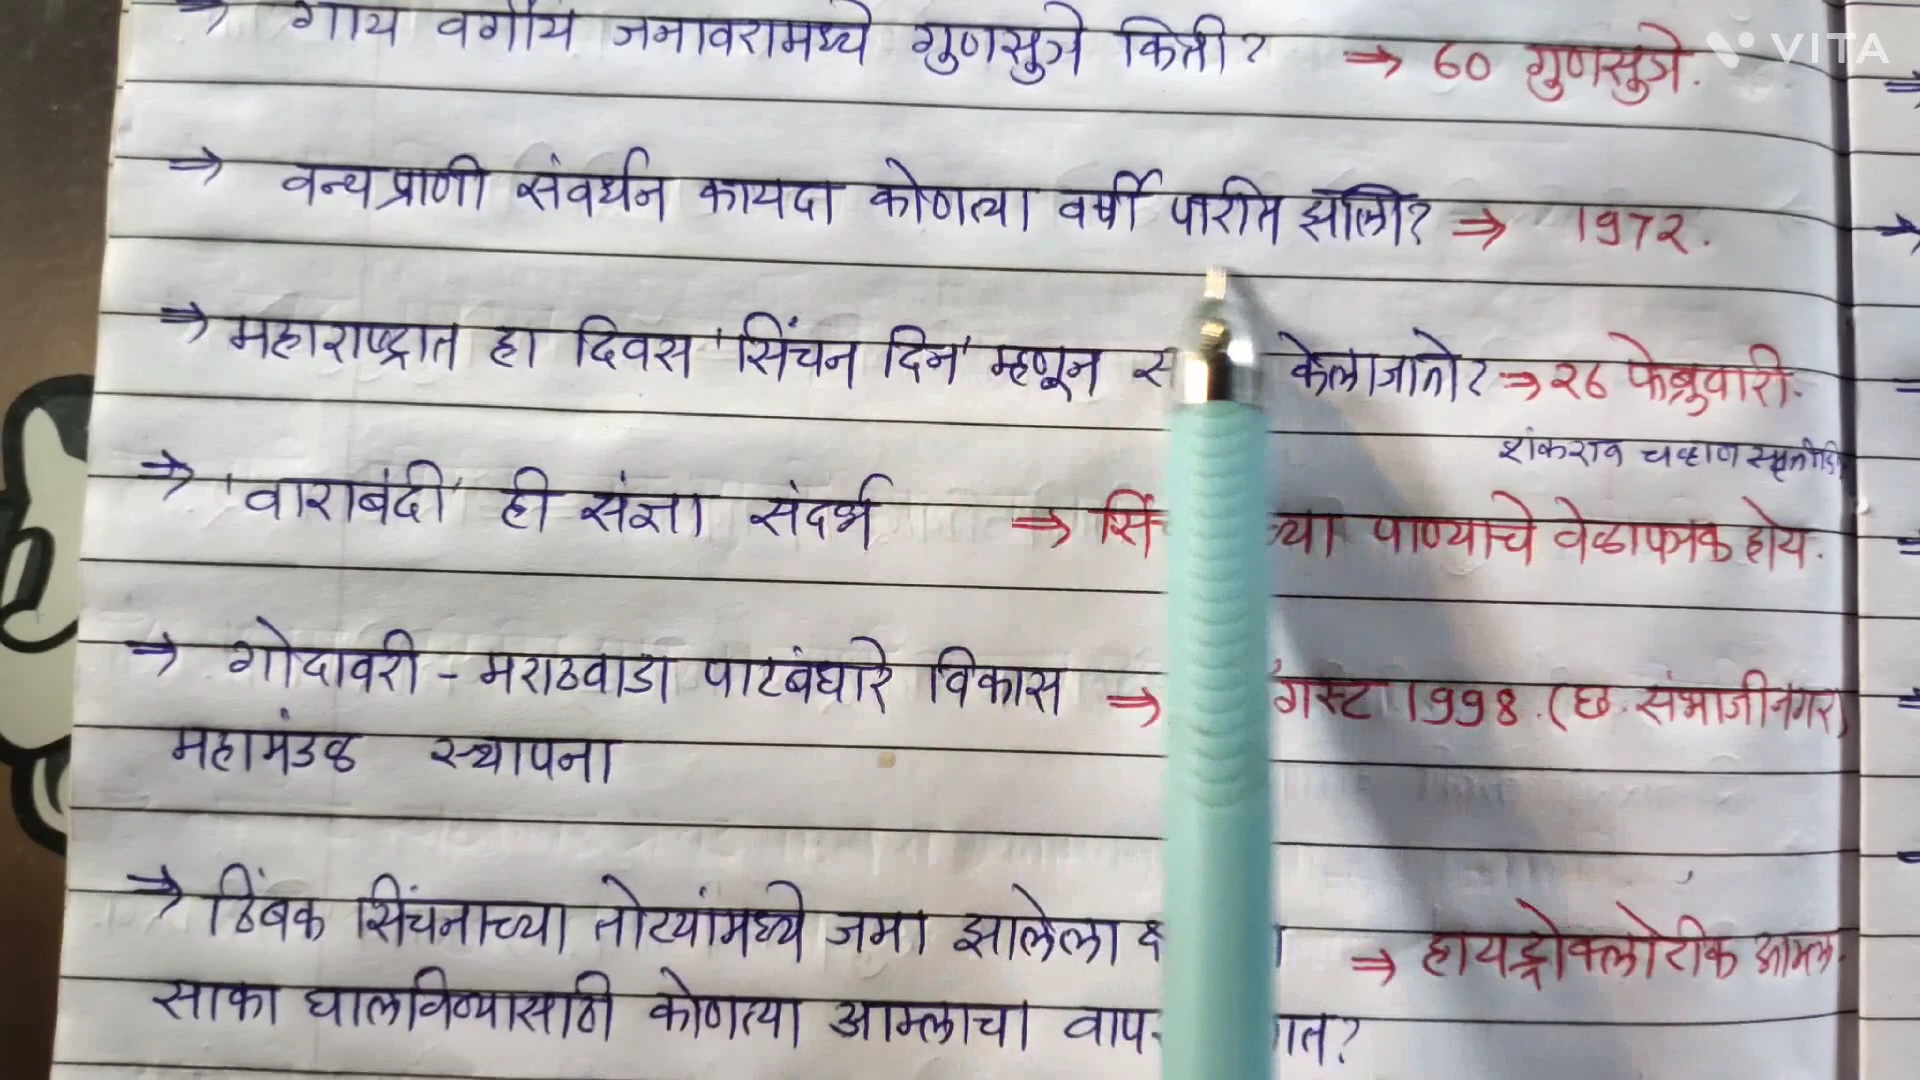 → गाय वर्गीय जनावरामध्ये गुणसुत्रे किती? → 60 गुणसुत्रे.
VITA
⇒ वन्यप्राणी संवर्धन कायदा कोणत्या वर्षी पारीत झाला? ⇒ 1972.
⇒ महाराष्ट्रात हा दिवस 'सिंचन दिन' म्हणून केला जातो? → २६ फेब्रुवारी.
शंकरराव चव्हाण
⇒ 'वाराबंदी' ही संज्ञा संदर्भ ⇒ पाण्याचे वेळापत्रक होय.
⇒ गोदावरी - मराठवाडा पाटबंधारे विकास ⇒ 1998. (छ. संभाजीनगर)
महामंडळ स्थापना
⇒ ठिंबक सिंचनाच्या तोट्यांमध्ये जमा झालेला ⇒ हायड्रोक्लोरीक आम्ल.
साका घालविण्यासाठी कोणत्या आम्लाचा